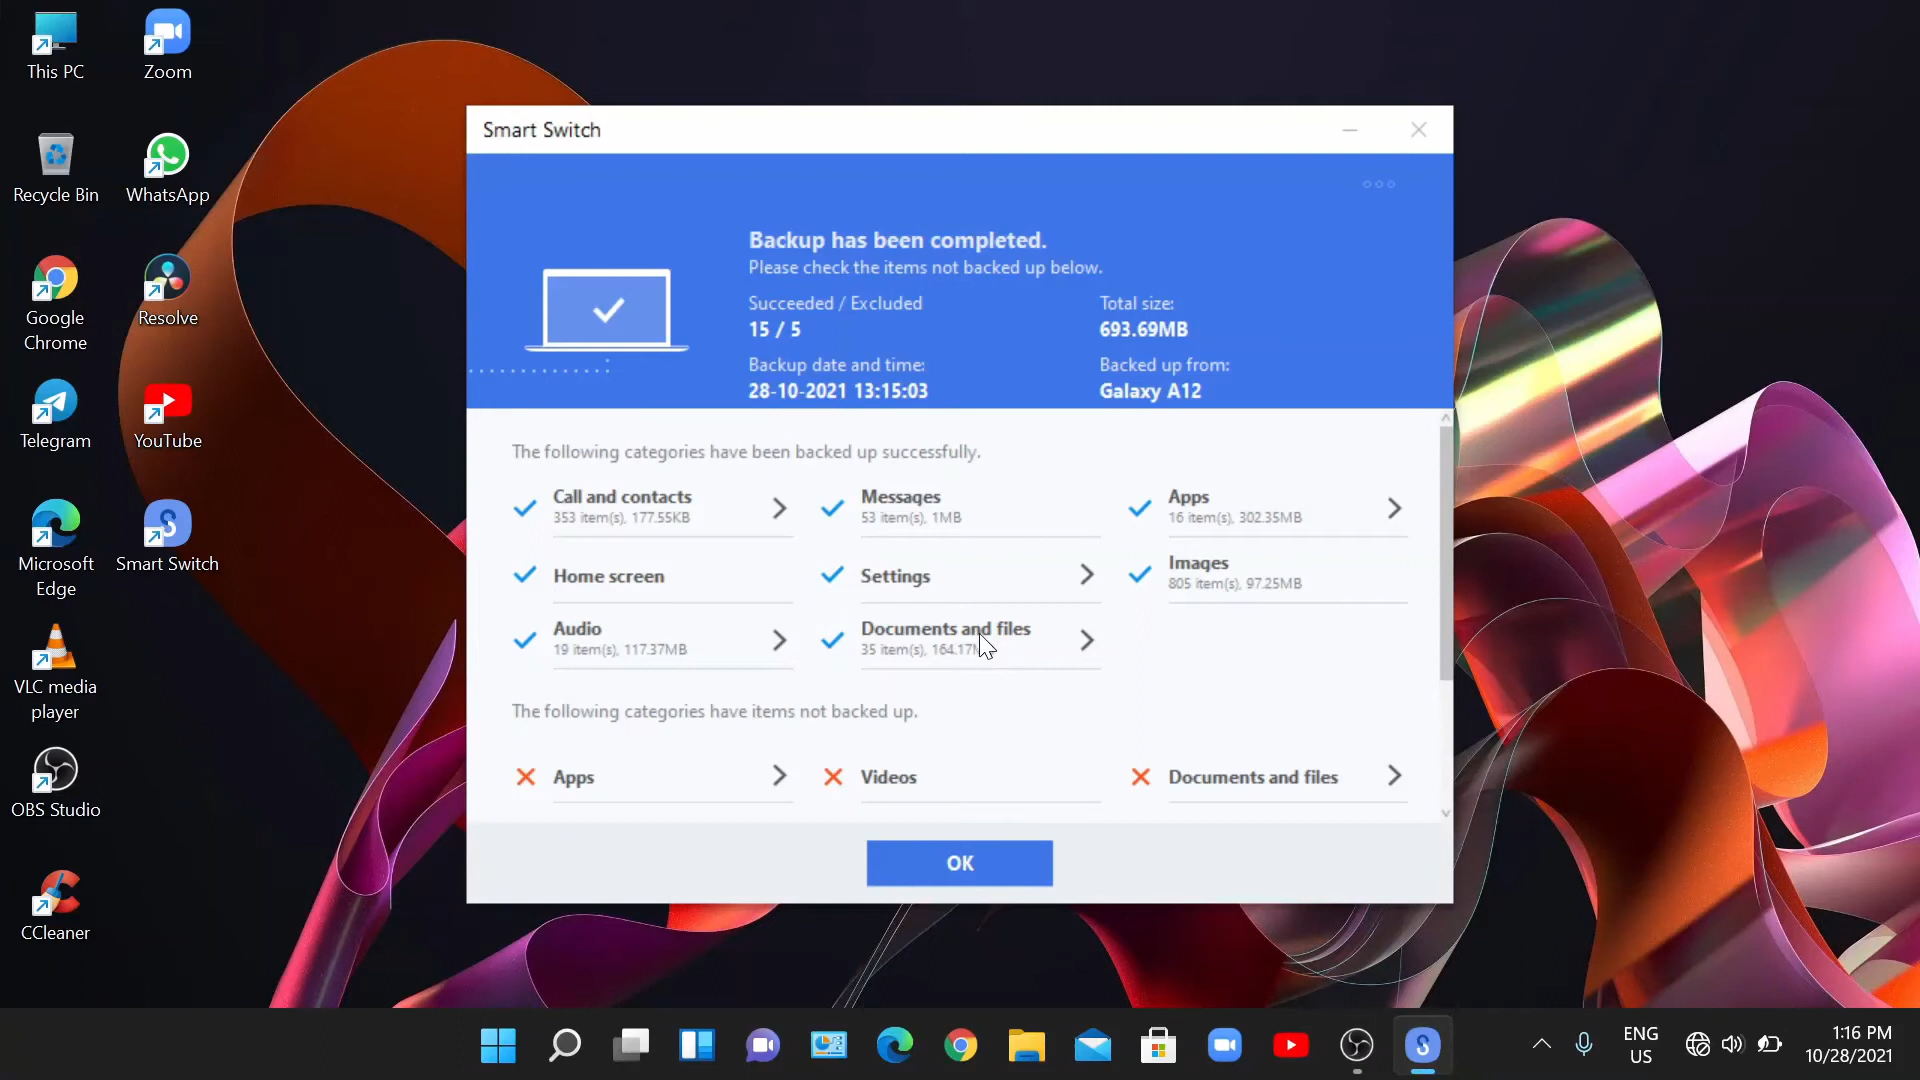 This PC
Zoom
Recycle Bin
WhatsApp
Google
Chrome
Resolve
Telegram
YouTube
Microsoft
Edge
Smart Switch
VLC media
player
OBS Studio
CCleaner
Smart Switch
Backup has been completed.
Please check the items not backed up below.
Succeeded / Excluded
15 / 5
Total size:
693.69MB
Backup date and time:
28-10-2021 13:15:03
Backed up from:
Galaxy A12
The following categories have been backed up successfully.
Call and contacts
353 item(s), 177.55KB
Messages
53 item(s), 1MB
Apps
16 item(s), 302.35MB
Home screen
Settings
Images
805 item(s), 97.25MB
Audio
19 item(s), 117.37MB
Documents and files
35 item(s),
The following categories have items not backed up.
Apps
Videos
Documents and files
OK
ENG
US
1:16 PM
10/28/2021